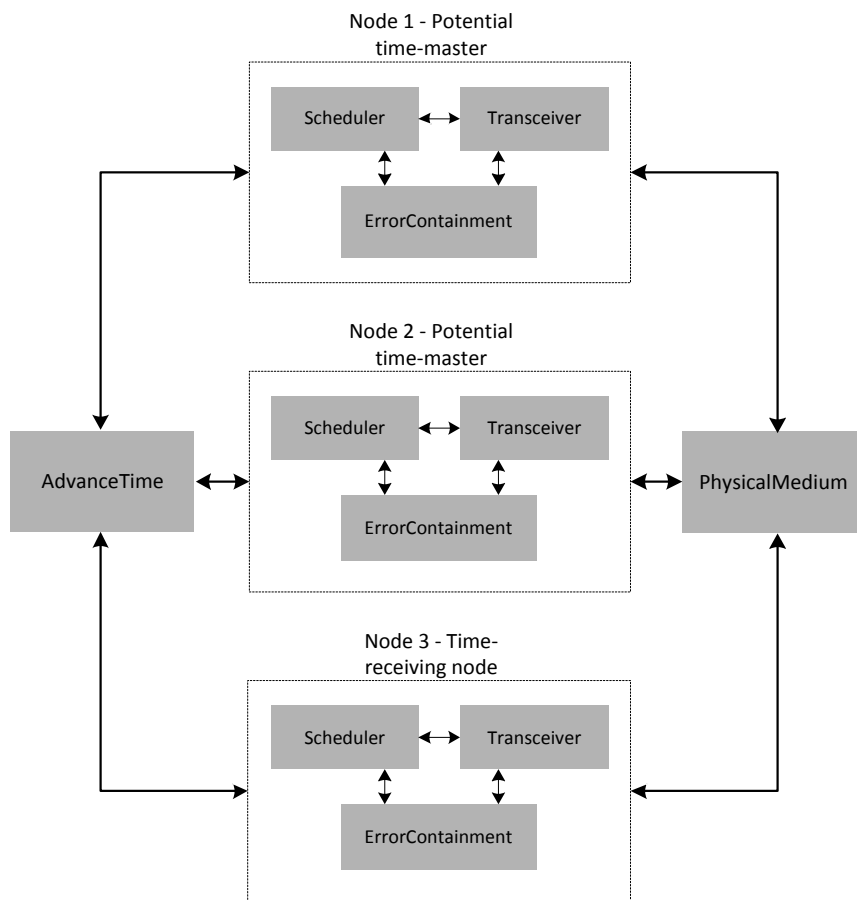 Node 1 - Potential
time-master
Scheduler
Transceiver
ErrorContainment
Node 2 - Potential
time-master
Scheduler
Transceiver
ErrorContainment
AdvanceTime
PhysicalMedium
Node 3 - Time-
receiving node
Scheduler
Transceiver
ErrorContainment